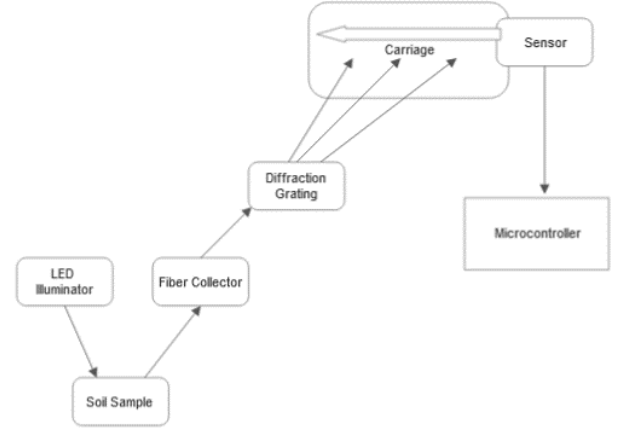 Carriage
Sensor
Diffraction
Grating
Microcontroller
LED
Illuminator
Fiber Collector
Soil Sample